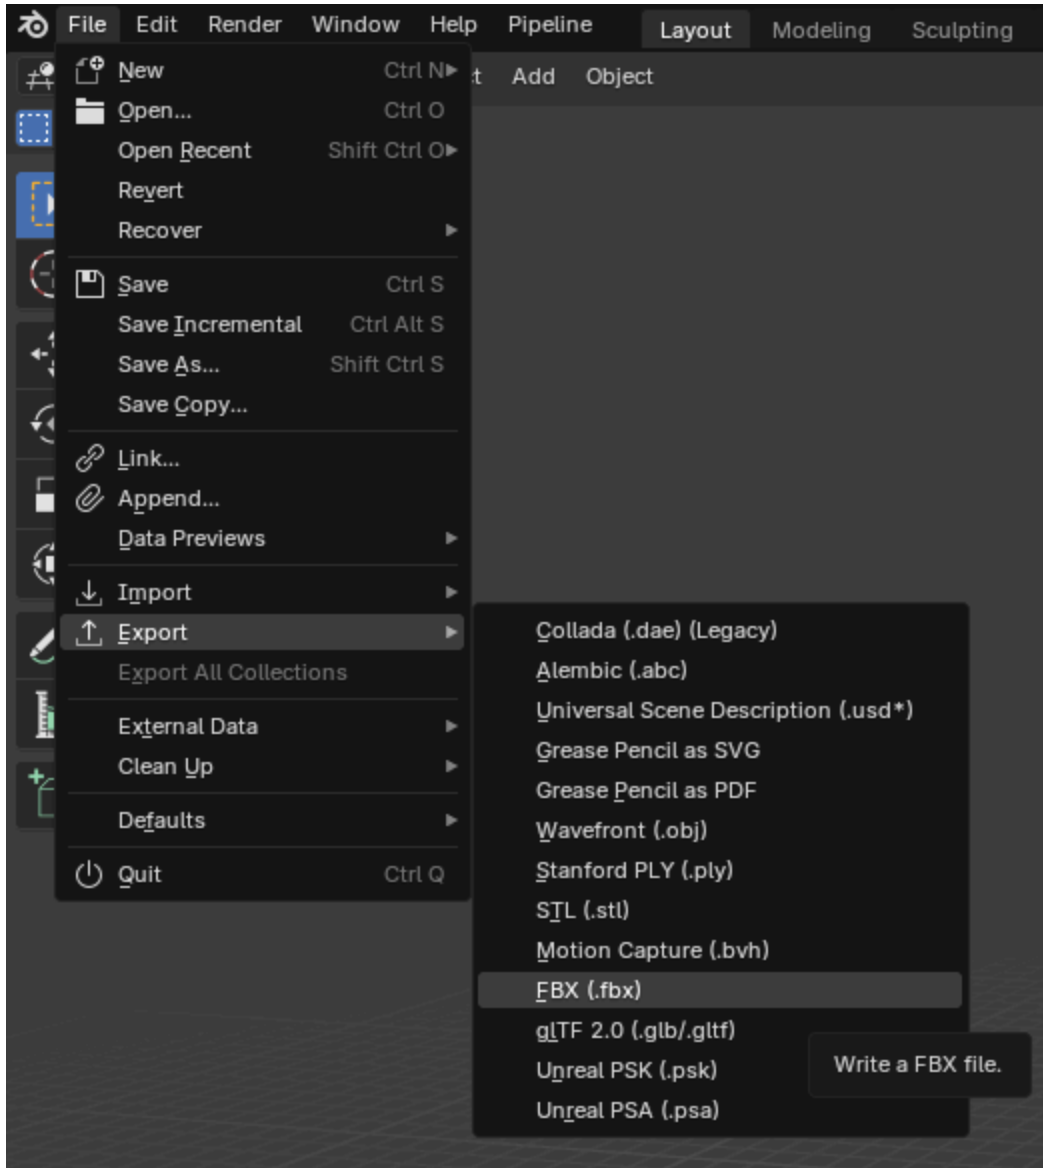 File Edit Render Window Help Pipeline Layout Modeling Sculpting
Add Object
New Ctrl N
Open... Ctrl O
Open Recent Shift Ctrl O
Revert
Recover
Save Ctrl S
Save Incremental Ctrl Alt S
Save As... Shift Ctrl S
Save Copy...
Link...
Append...
Data Previews
Import
Export
Export All Collections
External Data
Clean Up
Defaults
Quit Ctrl Q
Collada (.dae) (Legacy)
Alembic (.abc)
Universal Scene Description (.usd*)
Grease Pencil as SVG
Grease Pencil as PDF
Wavefront (.obj)
Stanford PLY (.ply)
STL (.stl)
Motion Capture (.bvh)
FBX (.fbx)
glTF 2.0 (.glb/.gltf)
Unreal PSK (.psk)
Unreal PSA (.psa)
Write a FBX file.